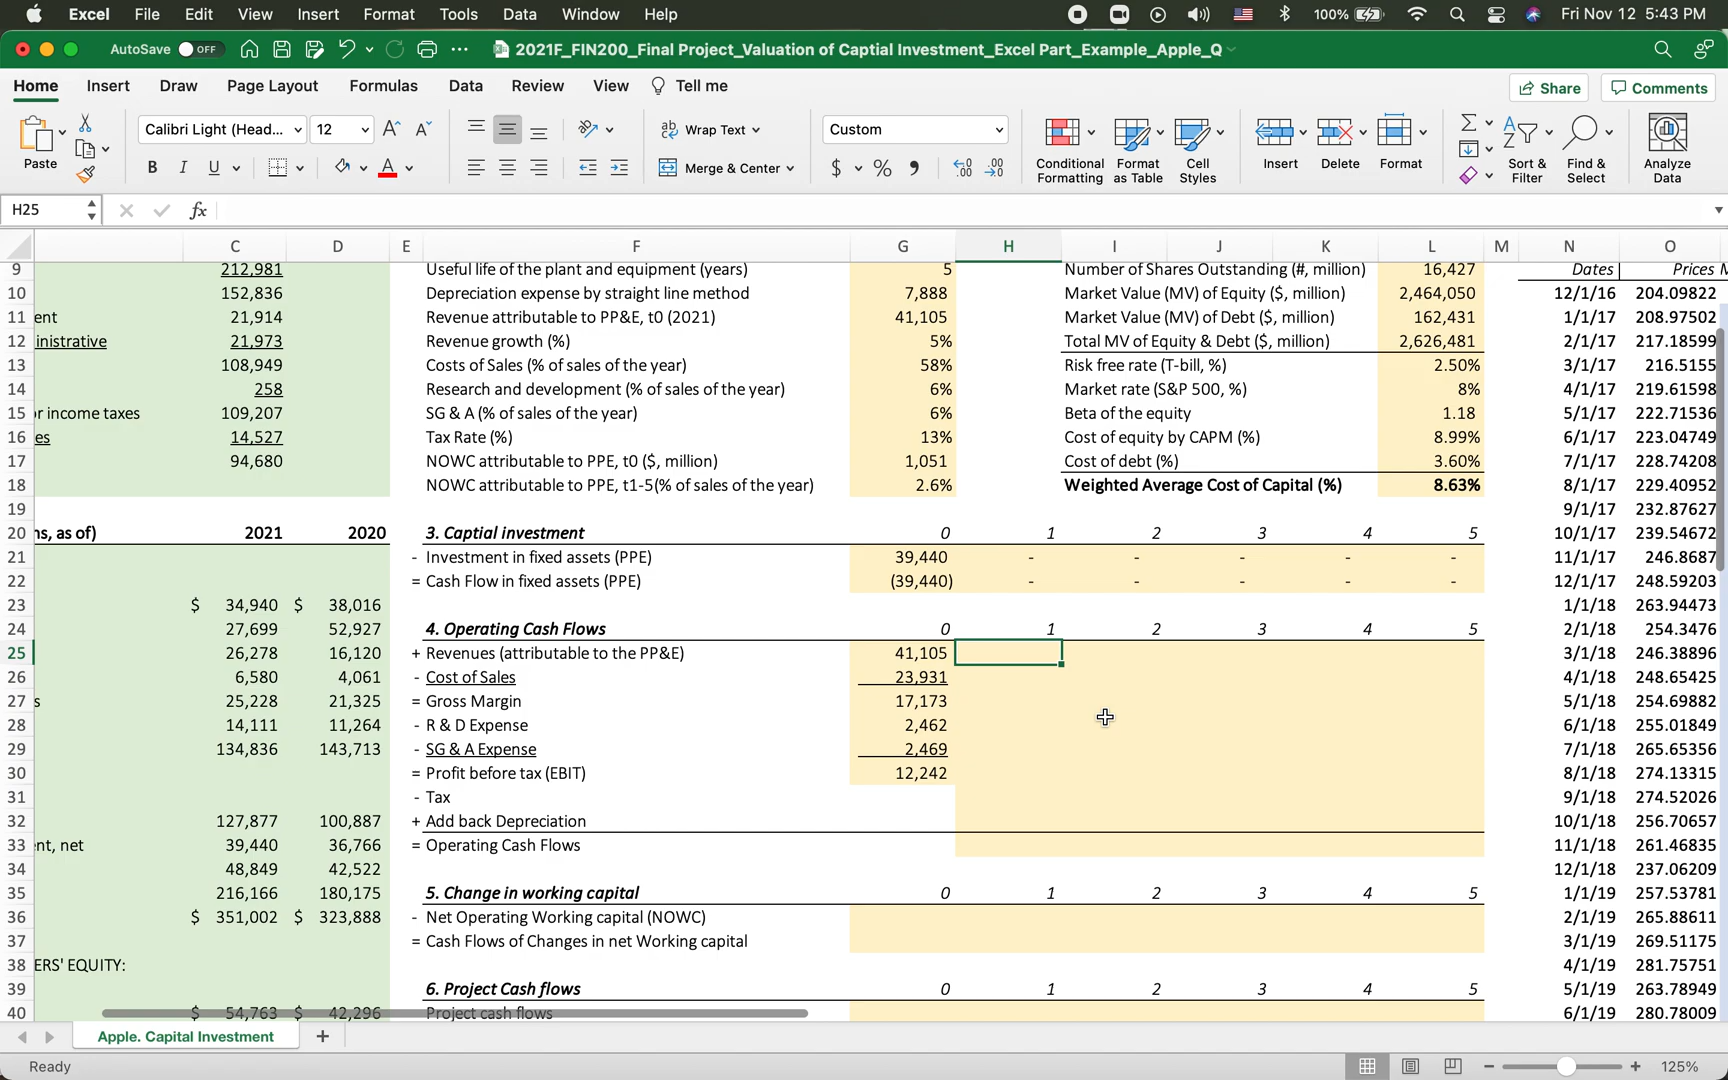 Excel File Edit View Insert Format Tools Data Window Help 100% Fri Nov 12 5:43 PM
AutoSave OFF 2021F_FIN200_Final Project_Valuation of Captial Investment_Excel Part_Example_Apple_Q
Home Insert Draw Page Layout Formulas Data Review View Tell me Share Comments
Paste Calibri Light (Head... 12 A^ A˅ Wrap Text Custom Conditional Formatting Format as Table Cell Styles Insert Delete Format Sort & Filter Find & Select Analyze Data
B I U A Merge & Center $ % 9 .00 .0
H25 fx
C D E F G H I J K L M N O
9 212,981 Useful life of the plant and equipment (years) 5 Number of Shares Outstanding (#, million) 16,427 Dates Prices
10 152,836 Depreciation expense by straight line method 7,888 Market Value (MV) of Equity ($, million) 2,464,050 12/1/16 204.09822
11 ent 21,914 Revenue attributable to PP&E, t0 (2021) 41,105 Market Value (MV) of Debt ($, million) 162,431 1/1/17 208.97502
12 inistrative 21,973 Revenue growth (%) 5% Total MV of Equity & Debt ($, million) 2,626,481 2/1/17 217.18599
13 108,949 Costs of Sales (% of sales of the year) 58% Risk free rate (T-bill, %) 2.50% 3/1/17 216.5155
14 258 Research and development (% of sales of the year) 6% Market rate (S&P 500, %) 8% 4/1/17 219.61598
15 or income taxes 109,207 SG & A (% of sales of the year) 6% Beta of the equity 1.18 5/1/17 222.71536
16 es 14,527 Tax Rate (%) 13% Cost of equity by CAPM (%) 8.99% 6/1/17 223.04749
17 94,680 NOWC attributable to PPE, t0 ($, million) 1,051 Cost of debt (%) 3.60% 7/1/17 228.74208
18 NOWC attributable to PPE, t1-5(% of sales of the year) 2.6% Weighted Average Cost of Capital (%) 8.63% 8/1/17 229.40952
19 9/1/17 232.87627
20 ns, as of) 2021 2020 3. Captial investment 0 1 2 3 4 5 10/1/17 239.54672
21 - Investment in fixed assets (PPE) 39,440 - - - - - 11/1/17 246.8687
22 = Cash Flow in fixed assets (PPE) (39,440) - - - - - 12/1/17 248.59203
23 $ 34,940 $ 38,016 1/1/18 263.94473
24 27,699 52,927 4. Operating Cash Flows 0 1 2 3 4 5 2/1/18 254.3476
25 26,278 16,120 + Revenues (attributable to the PP&E) 41,105 3/1/18 246.38896
26 6,580 4,061 - Cost of Sales 23,931 4/1/18 248.65425
27 s 25,228 21,325 = Gross Margin 17,173 5/1/18 254.69882
28 14,111 11,264 - R & D Expense 2,462 6/1/18 255.01849
29 134,836 143,713 - SG & A Expense 2,469 7/1/18 265.65356
30 = Profit before tax (EBIT) 12,242 8/1/18 274.13315
31 - Tax 9/1/18 274.52026
32 127,877 100,887 + Add back Depreciation 10/1/18 256.70657
33 nt, net 39,440 36,766 = Operating Cash Flows 11/1/18 261.46835
34 48,849 42,522 12/1/18 237.06209
35 216,166 180,175 5. Change in working capital 0 1 2 3 4 5 1/1/19 257.53781
36 $ 351,002 $ 323,888 - Net Operating Working capital (NOWC) 2/1/19 265.88611
37 = Cash Flows of Changes in net Working capital 3/1/19 269.51175
38 ERS' EQUITY: 4/1/19 281.75751
39 6. Project Cash flows 0 1 2 3 4 5 5/1/19 263.78949
40 $ 54,763 $ 42,296 Project cash flows 6/1/19 280.78009
Apple. Capital Investment +
Ready 125%